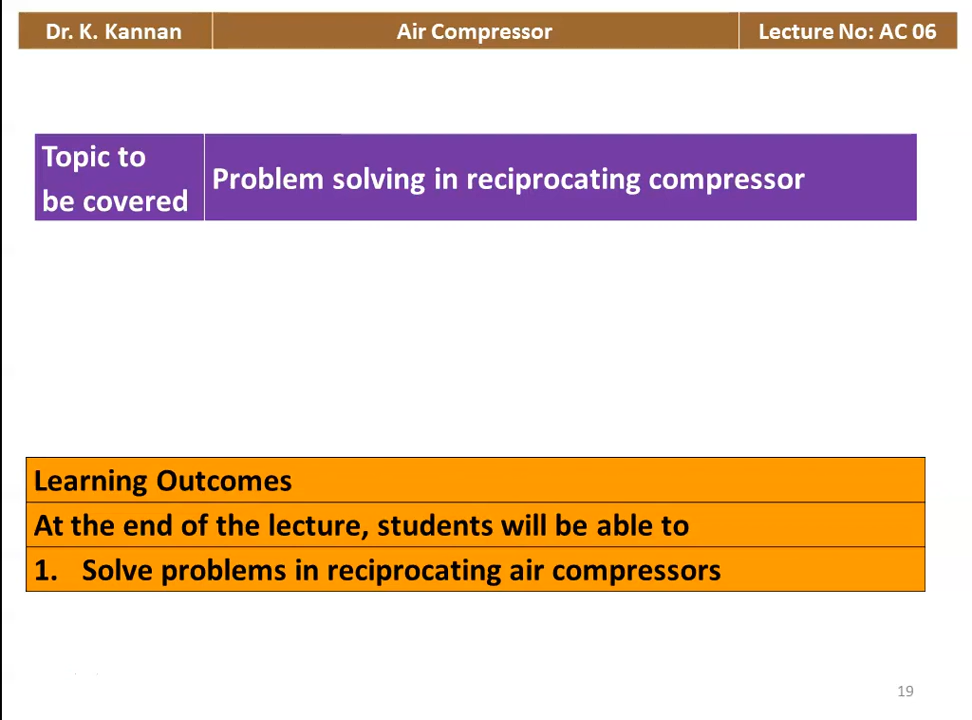 Dr. K. Kannan
Air Compressor
Lecture No: AC 06
Topic to
be covered
Problem solving in reciprocating compressor
Learning Outcomes
At the end of the lecture, students will be able to
1. Solve problems in reciprocating air compressors
19